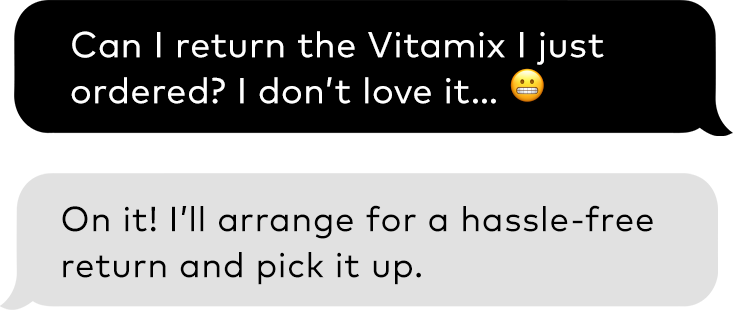 Can I return the Vitamix I just
ordered? I don’t love it... 😬
On it! I’ll arrange for a hassle-free
return and pick it up.